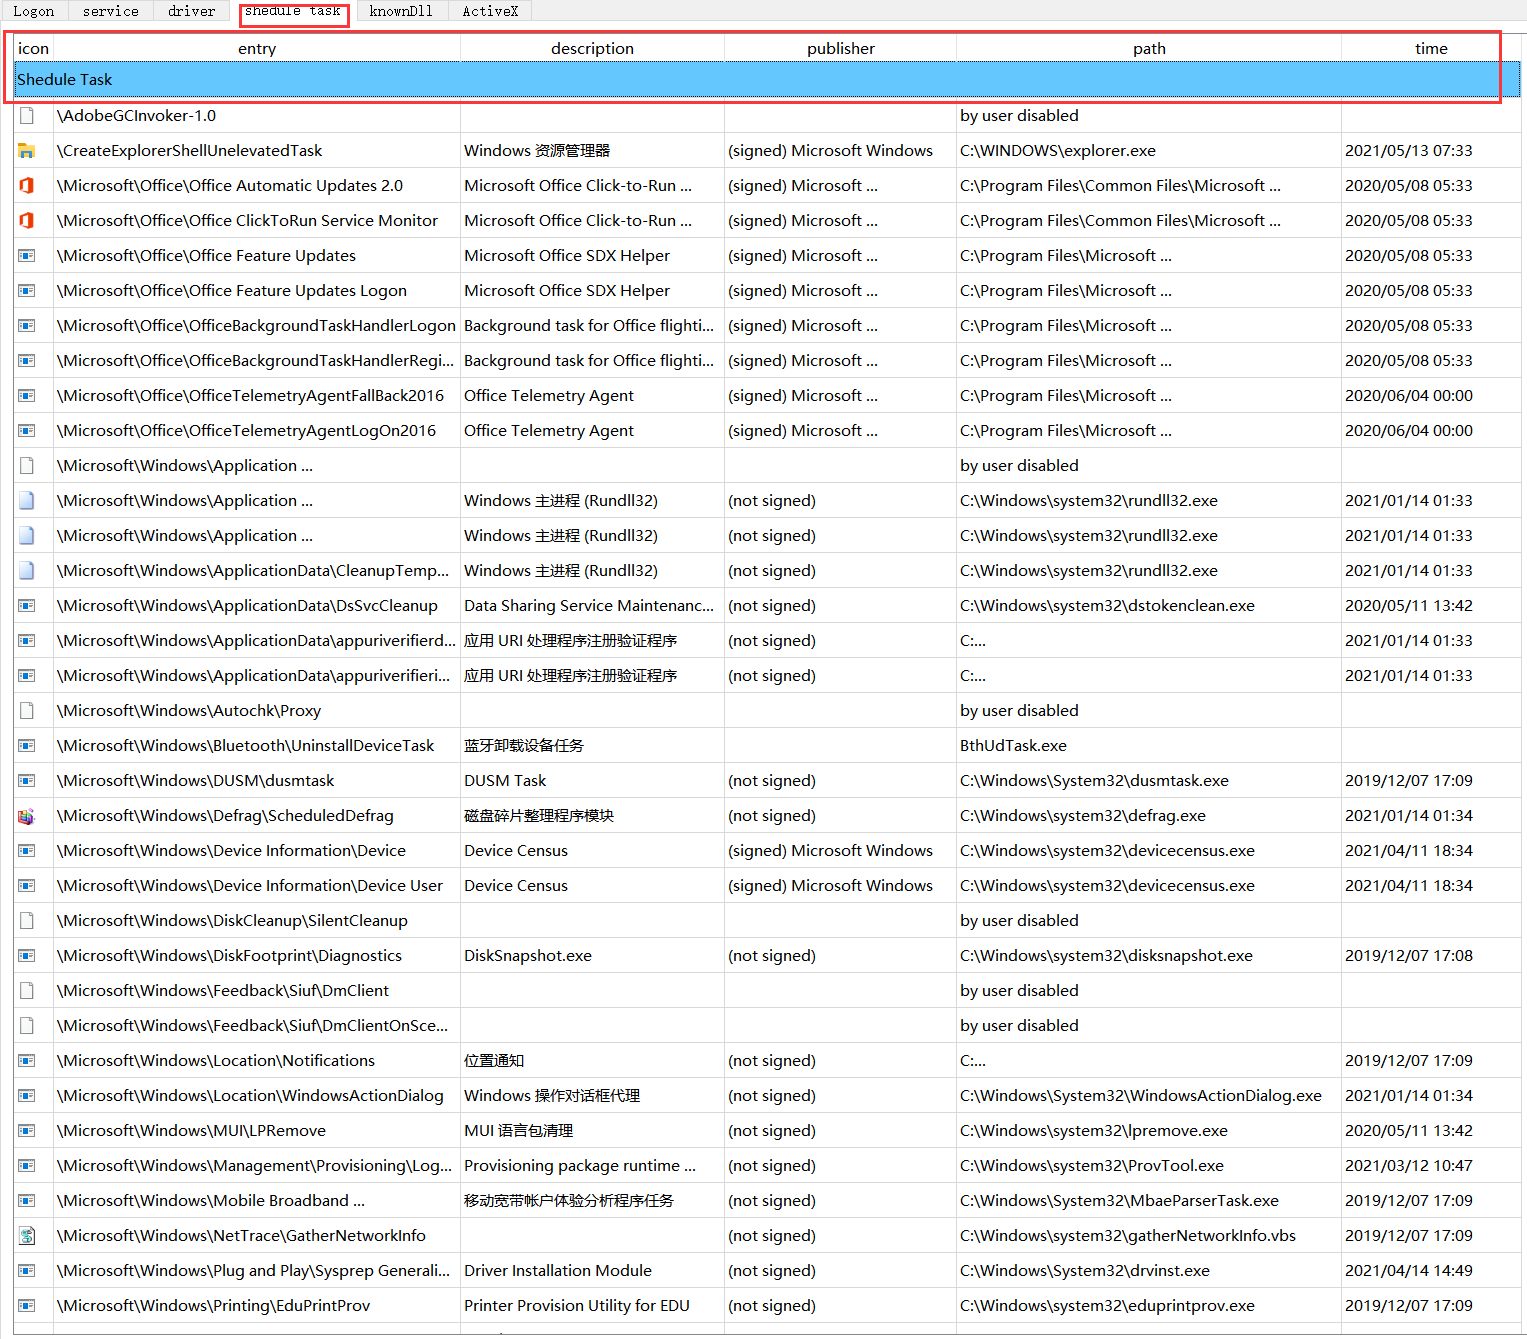 Logon service driver shedule task knownDll ActiveX
icon entry description publisher path time
Shedule Task
\AdobeGCInvoker-1.0 by user disabled
\CreateExplorerShellUnelevatedTask Windows 资源管理器 (signed) Microsoft Windows C:\WINDOWS\explorer.exe 2021/05/13 07:33
\Microsoft\Office\Office Automatic Updates 2.0 Microsoft Office Click-to-Run ... (signed) Microsoft ... C:\Program Files\Common Files\Microsoft ... 2020/05/08 05:33
\Microsoft\Office\Office ClickToRun Service Monitor Microsoft Office Click-to-Run ... (signed) Microsoft ... C:\Program Files\Common Files\Microsoft ... 2020/05/08 05:33
\Microsoft\Office\Office Feature Updates Microsoft Office SDX Helper (signed) Microsoft ... C:\Program Files\Microsoft ... 2020/05/08 05:33
\Microsoft\Office\Office Feature Updates Logon Microsoft Office SDX Helper (signed) Microsoft ... C:\Program Files\Microsoft ... 2020/05/08 05:33
\Microsoft\Office\OfficeBackgroundTaskHandlerLogon Background task for Office flighti... (signed) Microsoft ... C:\Program Files\Microsoft ... 2020/05/08 05:33
\Microsoft\Office\OfficeBackgroundTaskHandlerRegi... Background task for Office flighti... (signed) Microsoft ... C:\Program Files\Microsoft ... 2020/05/08 05:33
\Microsoft\Office\OfficeTelemetryAgentFallBack2016 Office Telemetry Agent (signed) Microsoft ... C:\Program Files\Microsoft ... 2020/06/04 00:00
\Microsoft\Office\OfficeTelemetryAgentLogOn2016 Office Telemetry Agent (signed) Microsoft ... C:\Program Files\Microsoft ... 2020/06/04 00:00
\Microsoft\Windows\Application ... by user disabled
\Microsoft\Windows\Application ... Windows 主进程 (Rundll32) (not signed) C:\Windows\system32\rundll32.exe 2021/01/14 01:33
\Microsoft\Windows\Application ... Windows 主进程 (Rundll32) (not signed) C:\Windows\system32\rundll32.exe 2021/01/14 01:33
\Microsoft\Windows\ApplicationData\CleanupTemp... Windows 主进程 (Rundll32) (not signed) C:\Windows\system32\rundll32.exe 2021/01/14 01:33
\Microsoft\Windows\ApplicationData\DsSvcCleanup Data Sharing Service Maintenanc... (not signed) C:\Windows\system32\dstokenclean.exe 2020/05/11 13:42
\Microsoft\Windows\ApplicationData\appuriverifierd... 应用 URI 处理程序注册验证程序 (not signed) C:... 2021/01/14 01:33
\Microsoft\Windows\ApplicationData\appuriverifieri... 应用 URI 处理程序注册验证程序 (not signed) C:... 2021/01/14 01:33
\Microsoft\Windows\Autochk\Proxy by user disabled
\Microsoft\Windows\Bluetooth\UninstallDeviceTask 蓝牙卸载设备任务 BthUdTask.exe
\Microsoft\Windows\DUSM\dusmtask DUSM Task (not signed) C:\Windows\System32\dusmtask.exe 2019/12/07 17:09
\Microsoft\Windows\Defrag\ScheduledDefrag 磁盘碎片整理程序模块 (not signed) C:\Windows\system32\defrag.exe 2021/01/14 01:34
\Microsoft\Windows\Device Information\Device Device Census (signed) Microsoft Windows C:\Windows\system32\devicecensus.exe 2021/04/11 18:34
\Microsoft\Windows\Device Information\Device User Device Census (signed) Microsoft Windows C:\Windows\system32\devicecensus.exe 2021/04/11 18:34
\Microsoft\Windows\DiskCleanup\SilentCleanup by user disabled
\Microsoft\Windows\DiskFootprint\Diagnostics DiskSnapshot.exe (not signed) C:\Windows\system32\disksnapshot.exe 2019/12/07 17:08
\Microsoft\Windows\Feedback\Siuf\DmClient by user disabled
\Microsoft\Windows\Feedback\Siuf\DmClientOnSce... by user disabled
\Microsoft\Windows\Location\Notifications 位置通知 (not signed) C:... 2019/12/07 17:09
\Microsoft\Windows\Location\WindowsActionDialog Windows 操作对话框代理 (not signed) C:\Windows\System32\WindowsActionDialog.exe 2021/01/14 01:34
\Microsoft\Windows\MUI\LPRemove MUI 语言包清理 (not signed) C:\Windows\system32\lpremove.exe 2020/05/11 13:42
\Microsoft\Windows\Management\Provisioning\Log... Provisioning package runtime ... (not signed) C:\Windows\system32\ProvTool.exe 2021/03/12 10:47
\Microsoft\Windows\Mobile Broadband ... 移动宽带帐户体验分析程序任务 (not signed) C:\Windows\System32\MbaeParserTask.exe 2019/12/07 17:09
\Microsoft\Windows\NetTrace\GatherNetworkInfo (not signed) C:\Windows\system32\gatherNetworkInfo.vbs 2019/12/07 17:09
\Microsoft\Windows\Plug and Play\Sysprep Generali... Driver Installation Module (not signed) C:\Windows\System32\drvinst.exe 2021/04/14 14:49
\Microsoft\Windows\Printing\EduPrintProv Printer Provision Utility for EDU (not signed) C:\Windows\system32\eduprintprov.exe 2019/12/07 17:09